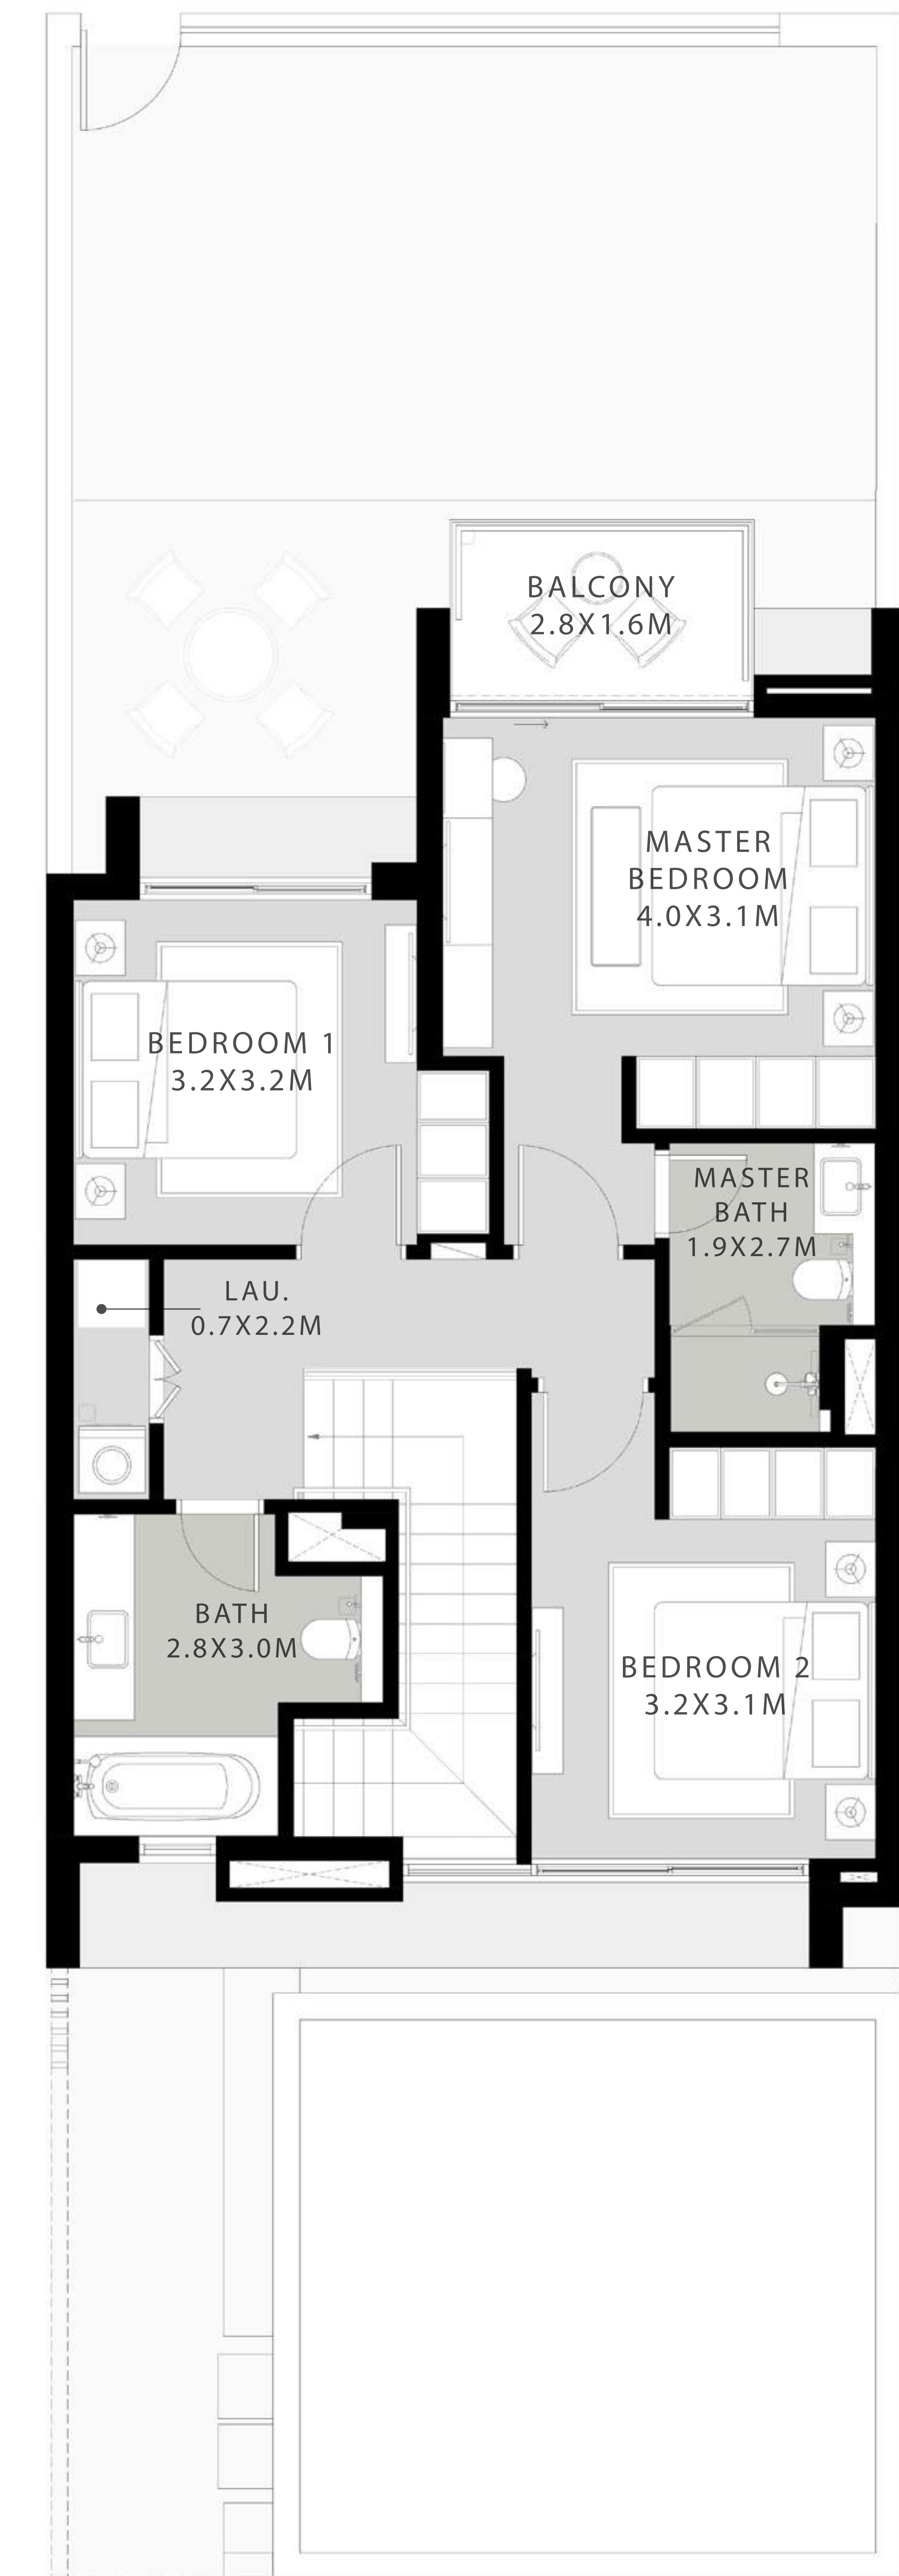 BALCONY
2.8X1.6M
MASTER
BEDROOM
4.0X3.1M
BEDROOM 1
3.2X3.2M
MASTER
BATH
1.9X2.7M
LAU.
0.7X2.2M
BATH
2.8X3.0M
BEDROOM 2
3.2X3.1M